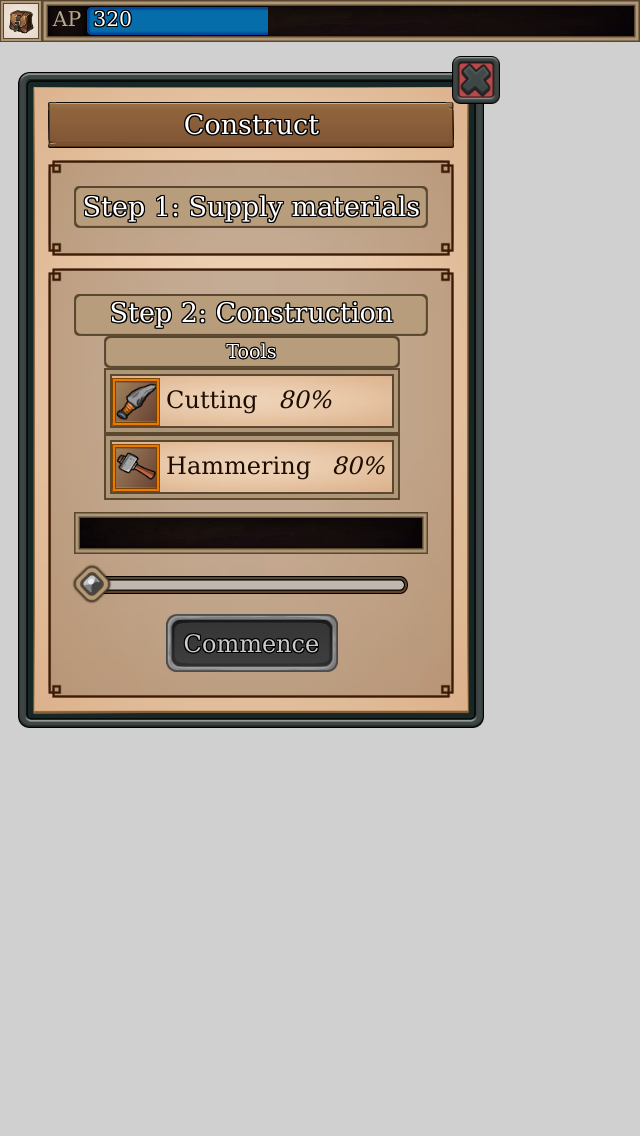 AP 320
Construct
Step 1: Supply materials
Step 2: Construction
Tools
Cutting 80%
Hammering 80%
Commence